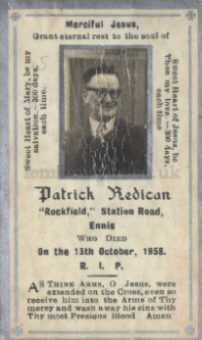 Merciful Jesus,
Grant eternal rest to the soul of
Sweet Heart of Mary, be my
salvation.—300 days,
each time.
Sweet Heart of Jesus, be
Thou my love.—300 days,
each time
Patrick Redican
"Rockfield," Station Road,
Ennis
WHO DIED
On the 13th October, 1958.
R. I. P.
AS THINE ARMS, O Jesus, were
extended on the Cross, even so
receive him into the Arms of Thy
mercy and wash away his sins with
Thy most Precious Blood Amen